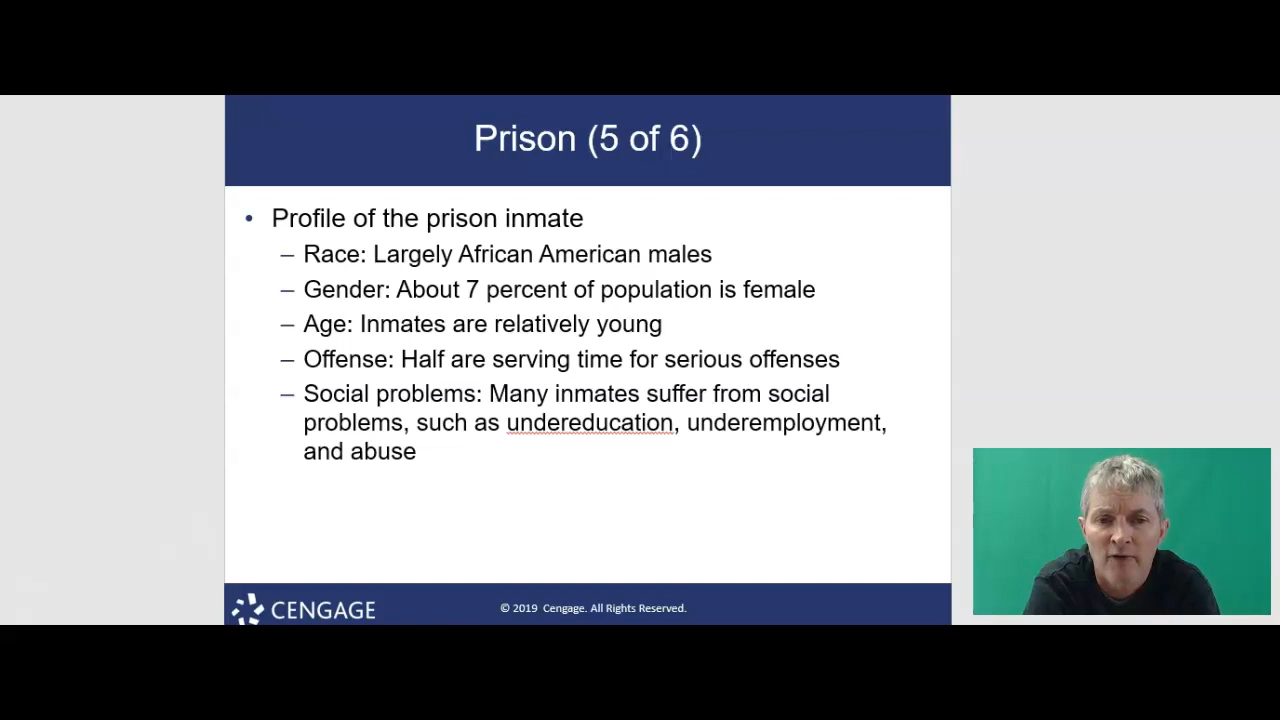 Prison (5 of 6)
• Profile of the prison inmate
– Race: Largely African American males
– Gender: About 7 percent of population is female
– Age: Inmates are relatively young
– Offense: Half are serving time for serious offenses
– Social problems: Many inmates suffer from social
problems, such as undereducation, underemployment,
and abuse
CENGAGE
© 2019 Cengage. All Rights Reserved.